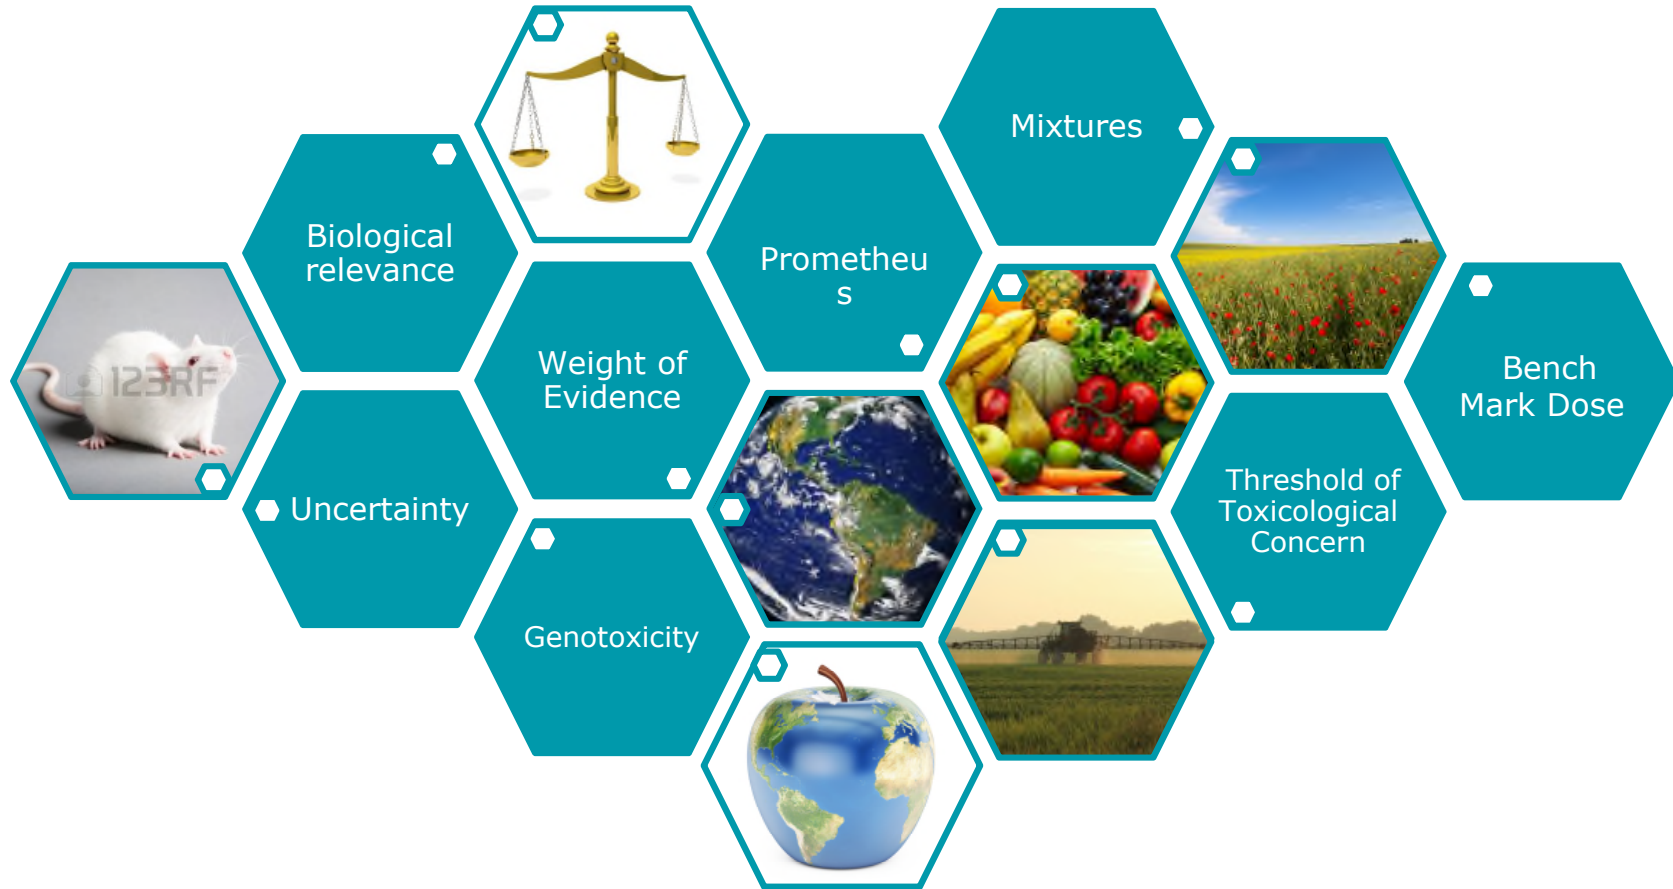 Mixtures
Biological
relevance
Prometheu
s
Weight of
Evidence
123RF
Bench
Mark Dose
Uncertainty
Threshold of
Toxicological
Concern
Genotoxicity